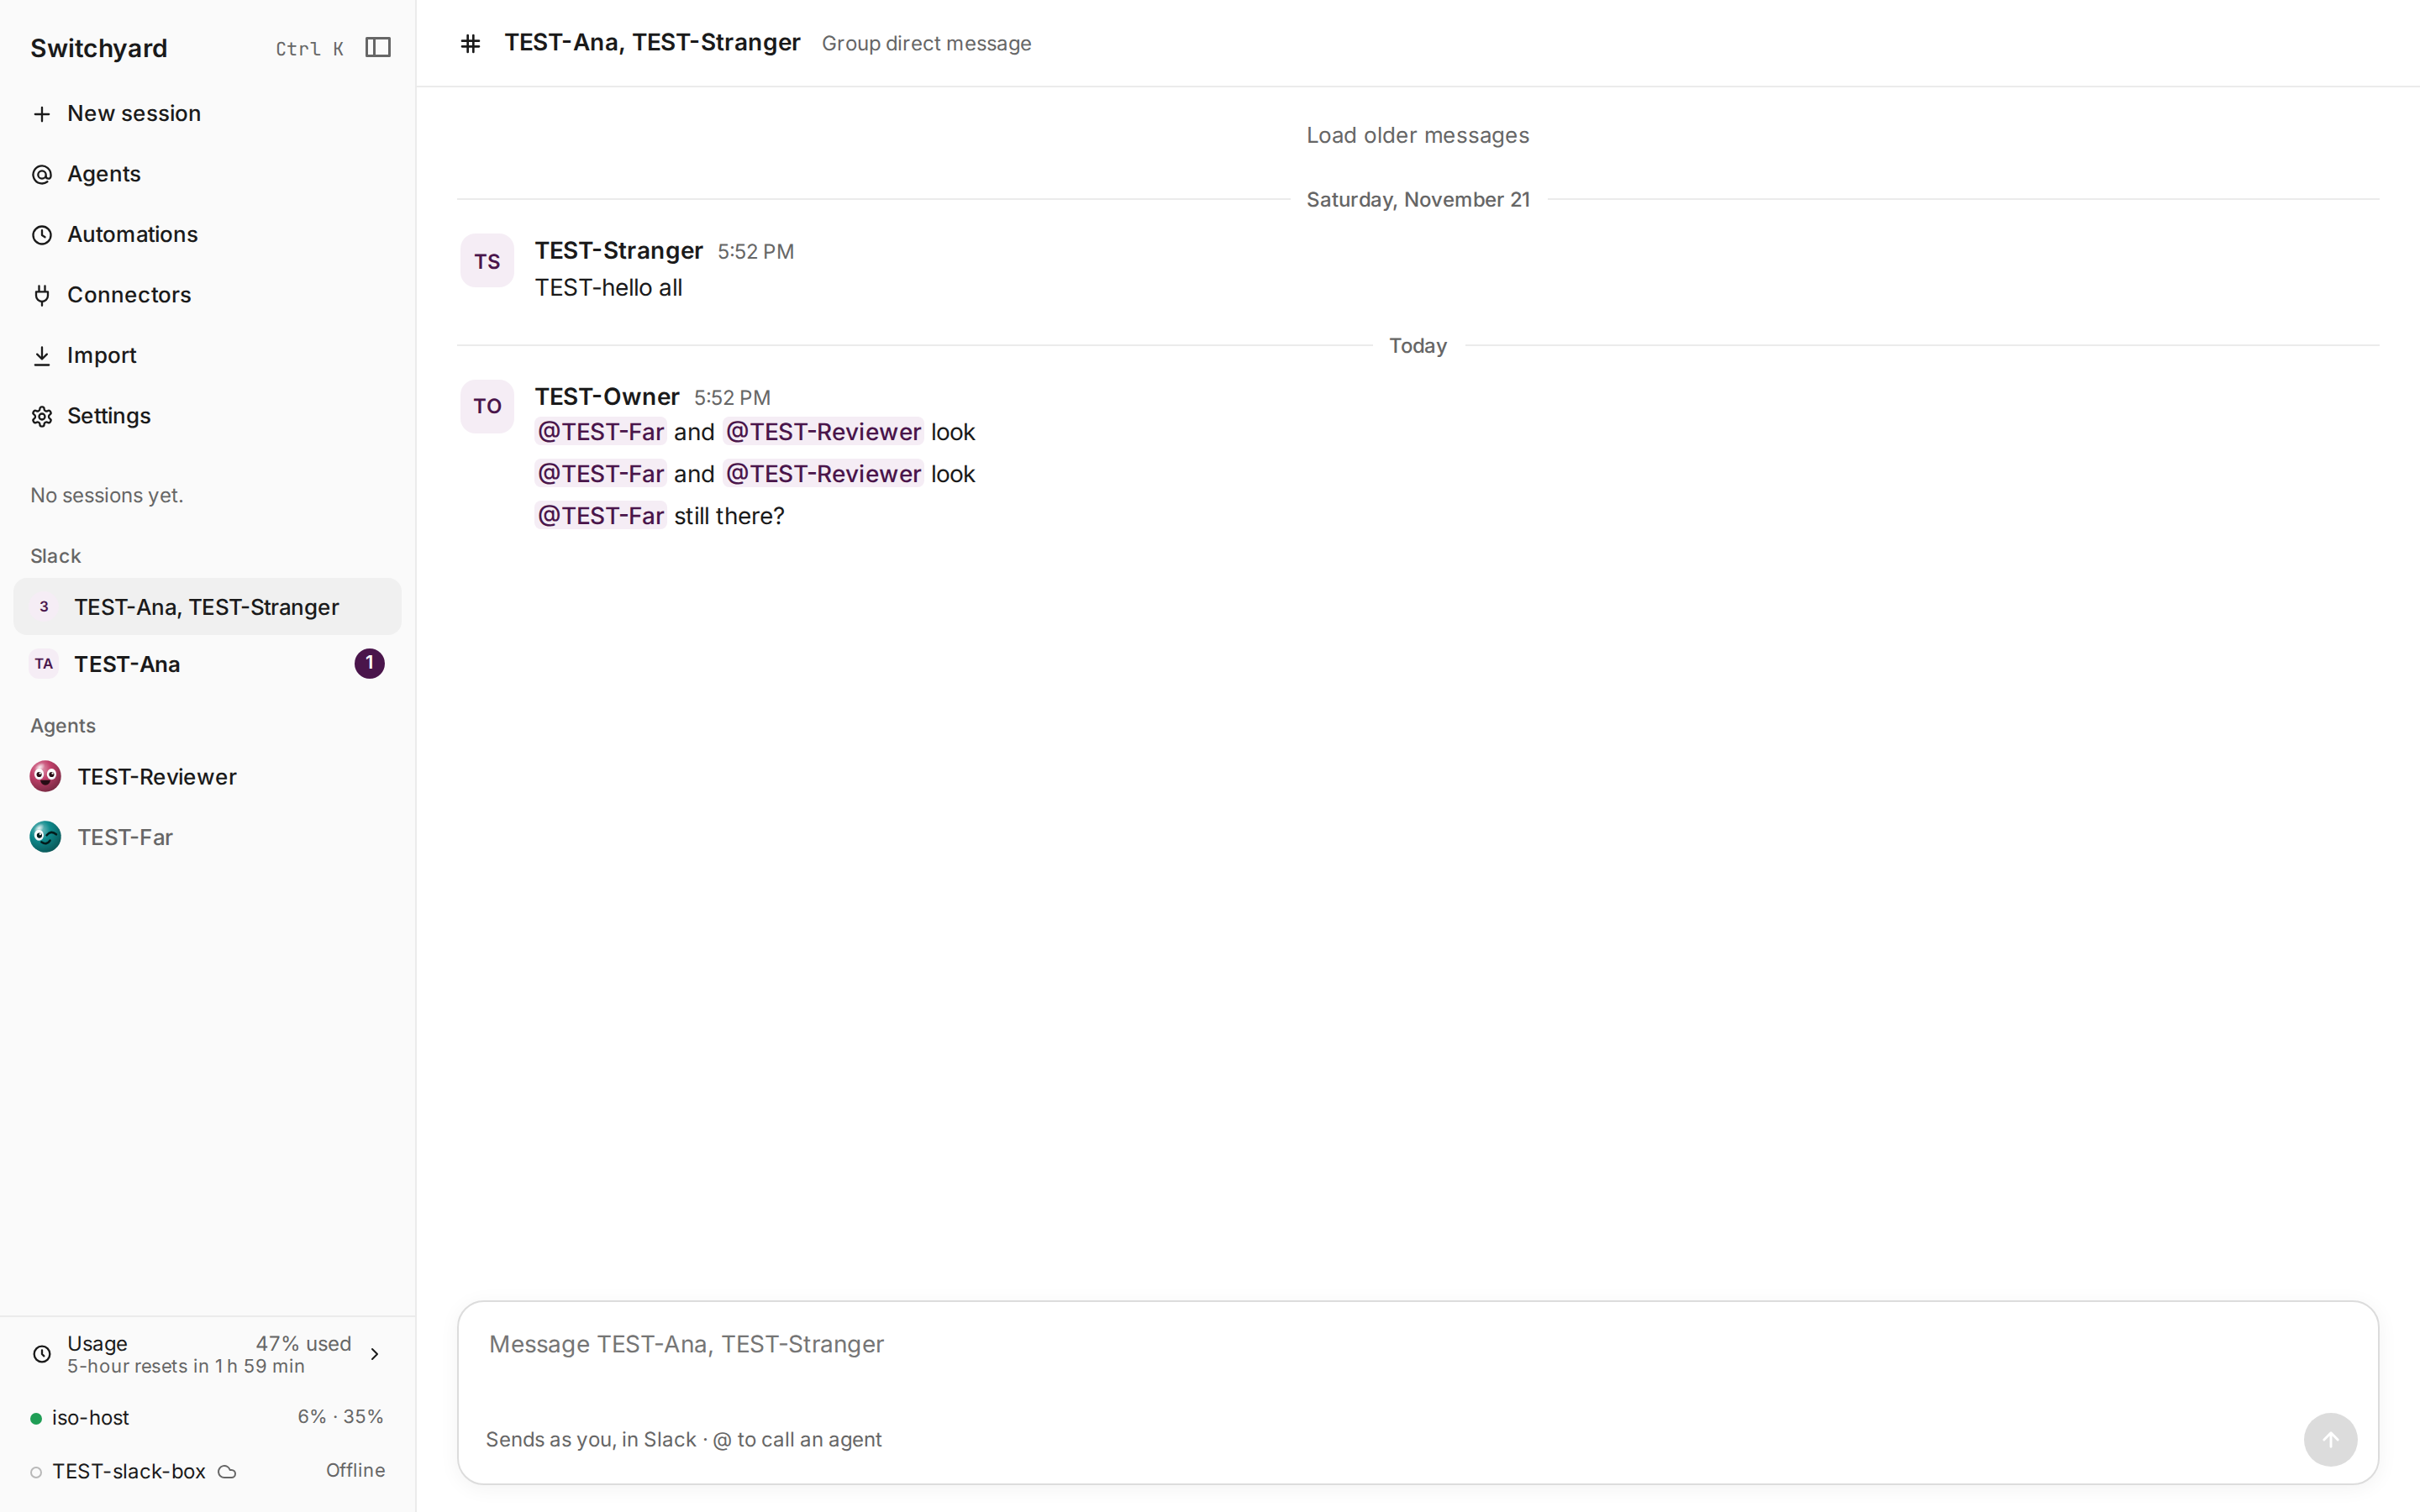 Switchyard
Ctrl K
New session
Agents
Automations
Connectors
Import
Settings
No sessions yet.
Slack
3 TEST-Ana, TEST-Stranger
TA TEST-Ana 1
Agents
TEST-Reviewer
TEST-Far
Usage 47% used
5-hour resets in 1 h 59 min
iso-host 6% · 35%
TEST-slack-box Offline
# TEST-Ana, TEST-Stranger Group direct message
Load older messages
Saturday, November 21
TS TEST-Stranger 5:52 PM
TEST-hello all
Today
TO TEST-Owner 5:52 PM
@TEST-Far and @TEST-Reviewer look
@TEST-Far and @TEST-Reviewer look
@TEST-Far still there?
Message TEST-Ana, TEST-Stranger
Sends as you, in Slack · @ to call an agent